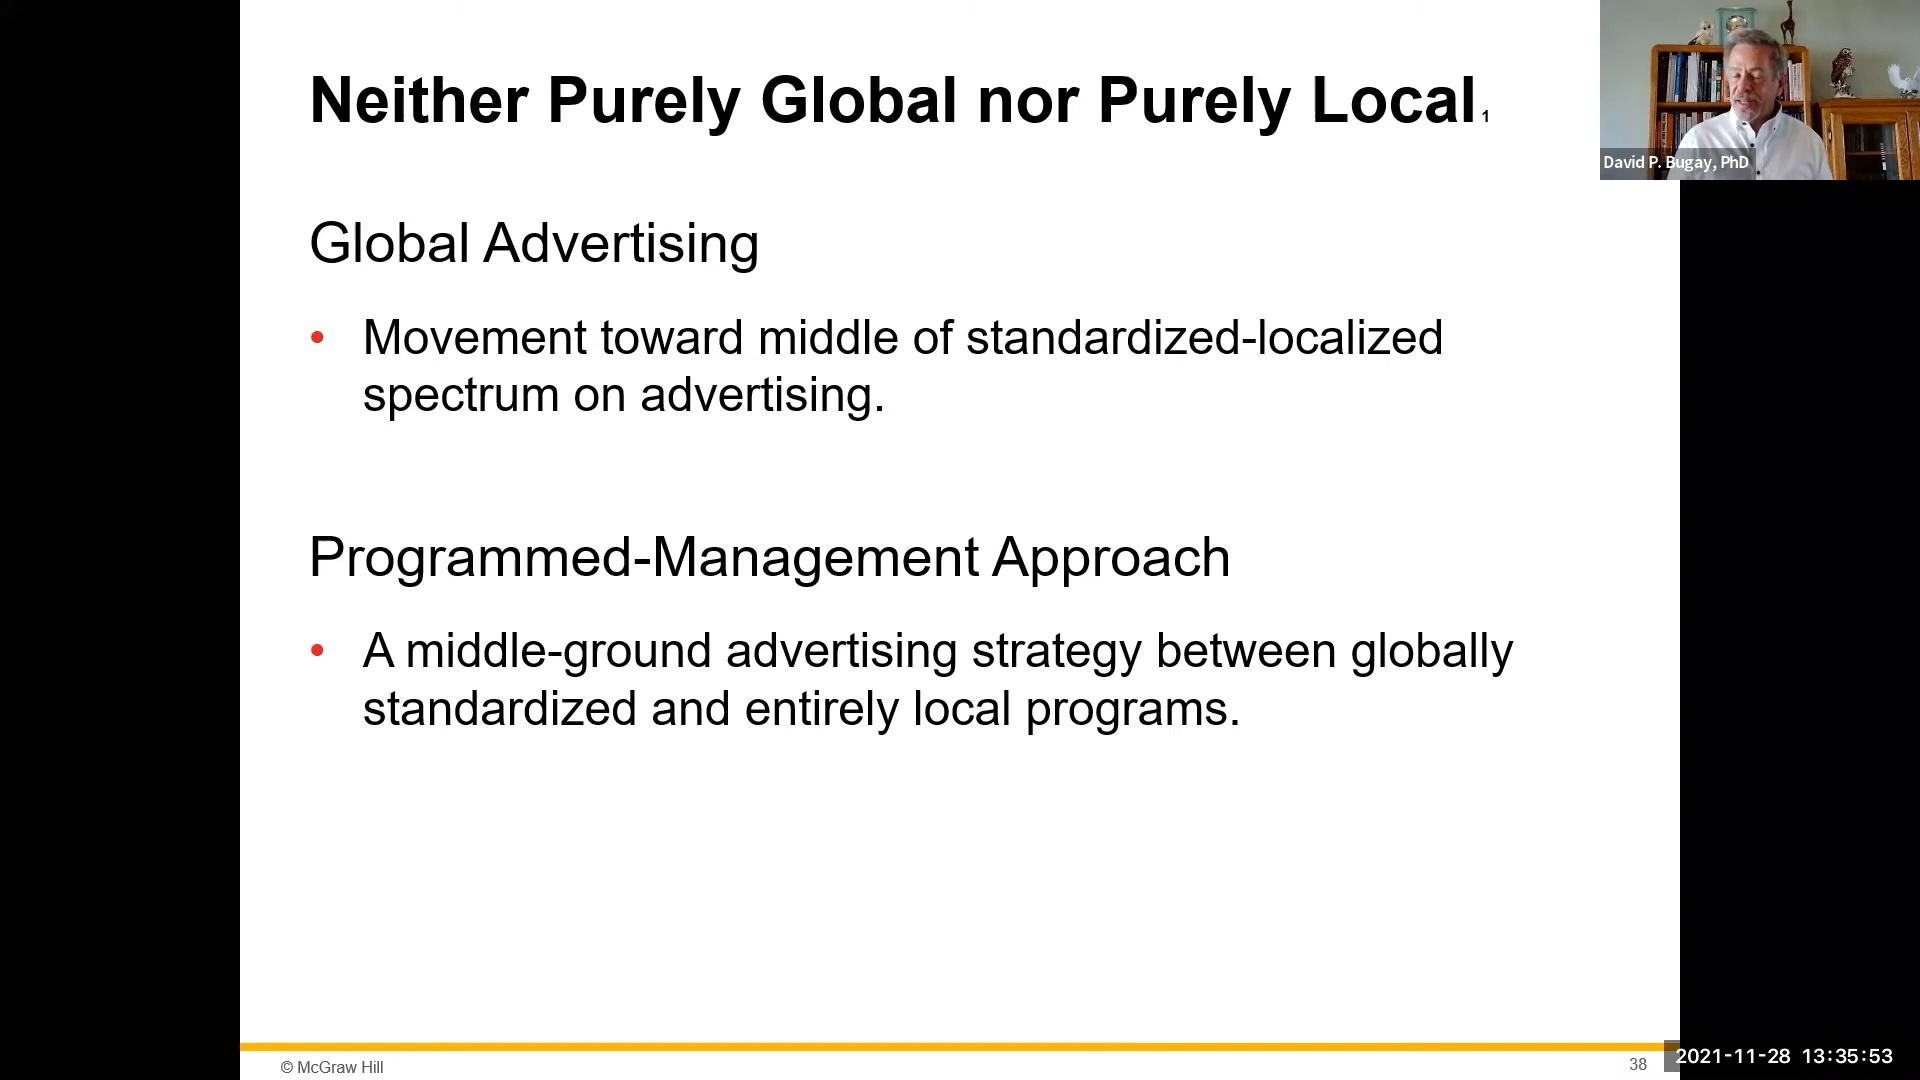 Neither Purely Global nor Purely Local 1
David P. Bugay, PhD
Global Advertising
• Movement toward middle of standardized-localized
spectrum on advertising.
Programmed-Management Approach
• A middle-ground advertising strategy between globally
standardized and entirely local programs.
© McGraw Hill
38
2021-11-28 13:35:53